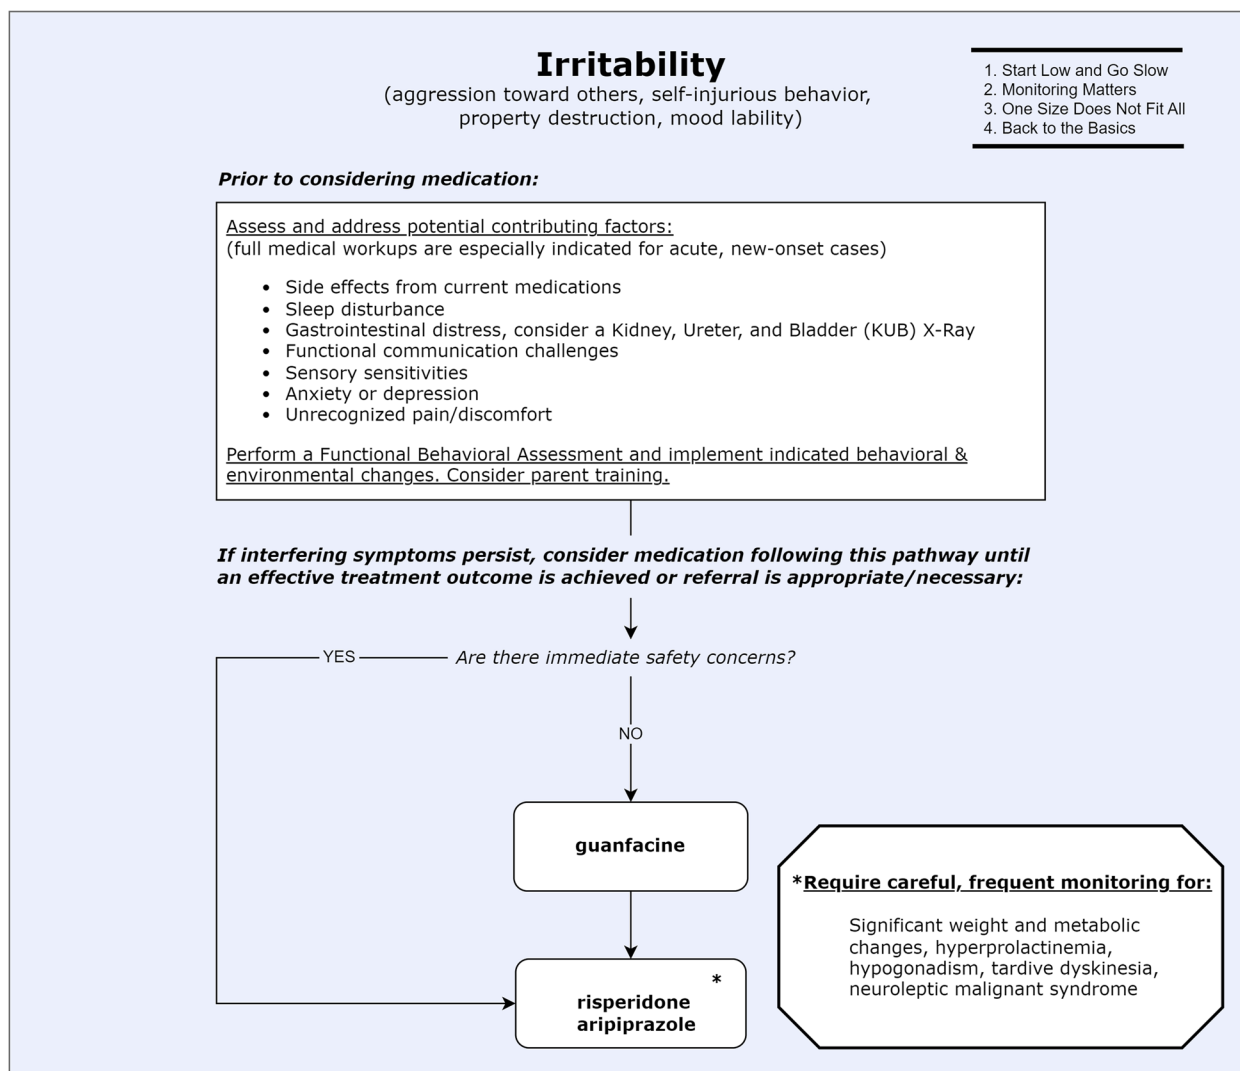 Irritability
(aggression toward others, self-injurious behavior,
property destruction, mood lability)
1. Start Low and Go Slow
2. Monitoring Matters
3. One Size Does Not Fit All
4. Back to the Basics
Prior to considering medication:
Assess and address potential contributing factors:
(full medical workups are especially indicated for acute, new-onset cases)
• Side effects from current medications
• Sleep disturbance
• Gastrointestinal distress, consider a Kidney, Ureter, and Bladder (KUB) X-Ray
• Functional communication challenges
• Sensory sensitivities
• Anxiety or depression
• Unrecognized pain/discomfort
Perform a Functional Behavioral Assessment and implement indicated behavioral &
environmental changes. Consider parent training.
If interfering symptoms persist, consider medication following this pathway until
an effective treatment outcome is achieved or referral is appropriate/necessary:
YES
Are there immediate safety concerns?
NO
guanfacine
*
risperidone
aripiprazole
*Require careful, frequent monitoring for:
Significant weight and metabolic
changes, hyperprolactinemia,
hypogonadism, tardive dyskinesia,
neuroleptic malignant syndrome